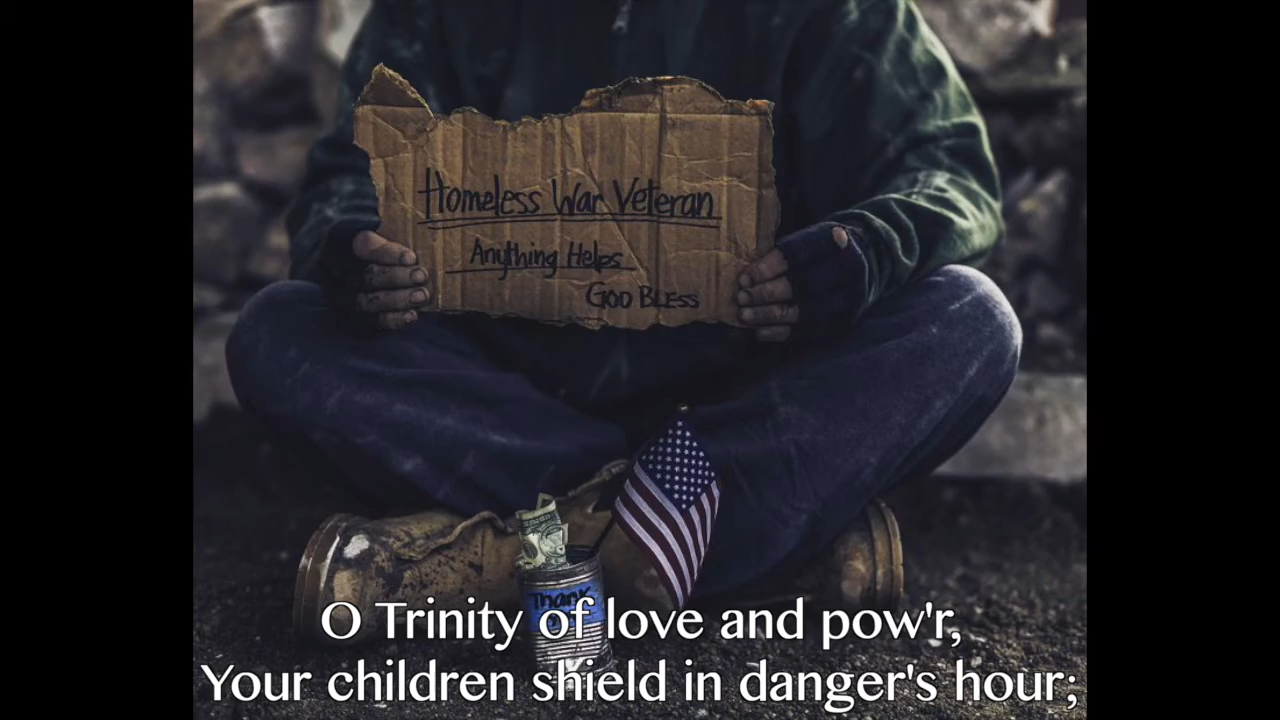 Homeless War Veteran
Anything Helps
GOD BLESS
Thank
O Trinity of love and pow'r,
Your children shield in danger's hour;